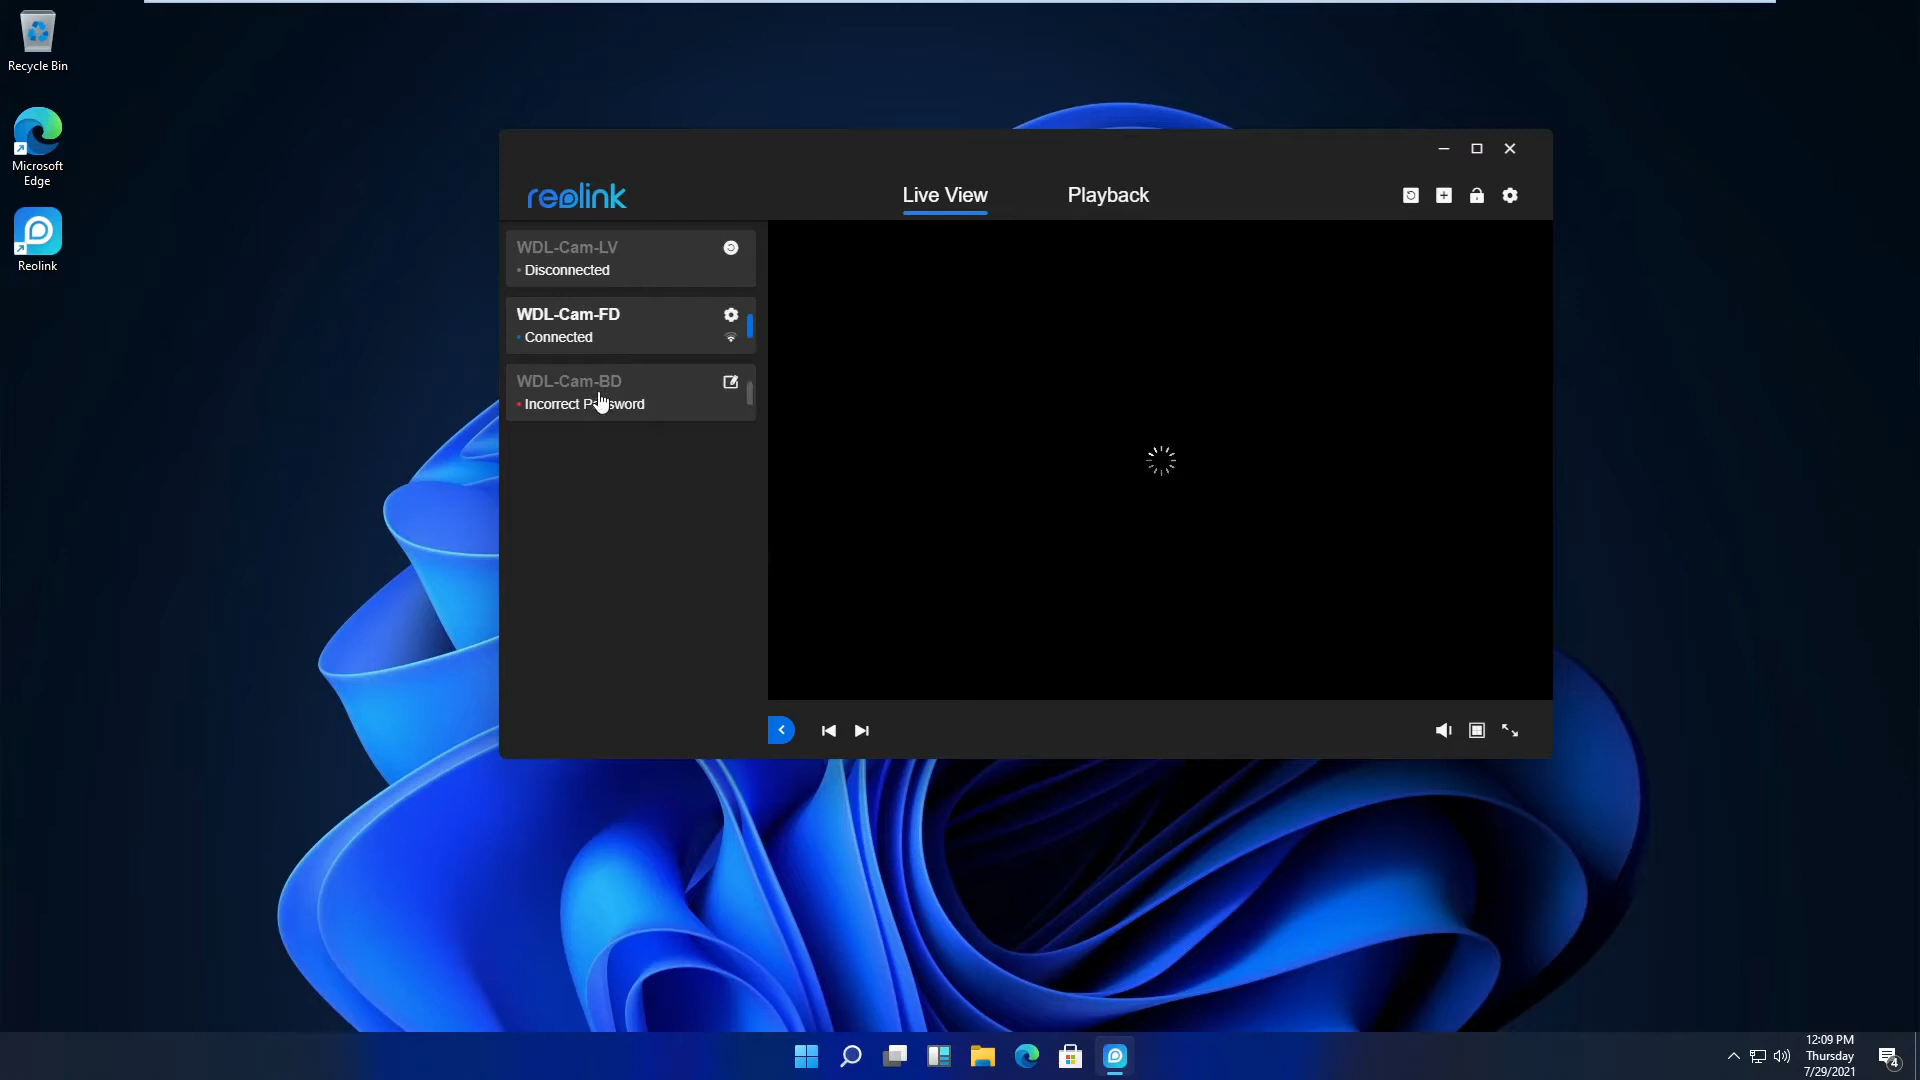 Recycle Bin
Microsoft
Edge
Reolink
reolink
Live View
Playback
WDL-Cam-LV
Disconnected
WDL-Cam-FD
Connected
WDL-Cam-BD
Incorrect Password
12:09 PM
Thursday
7/29/2021
4